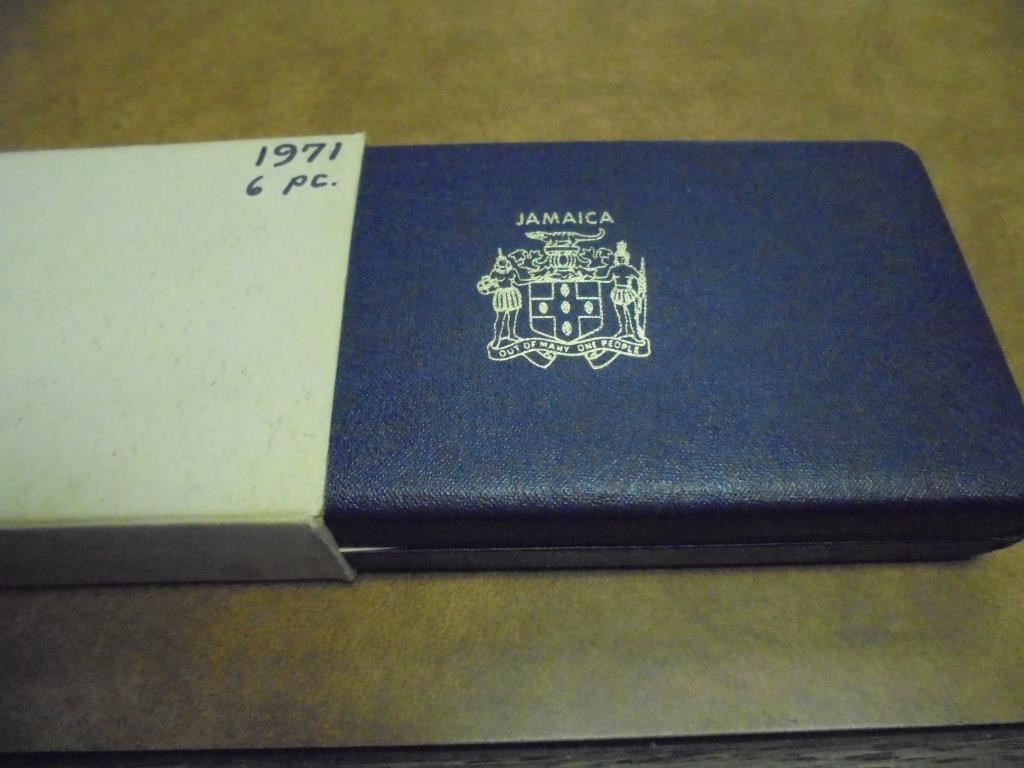 1971
6 PC.
JAMAICA
OUT OF MANY ONE PEOPLE